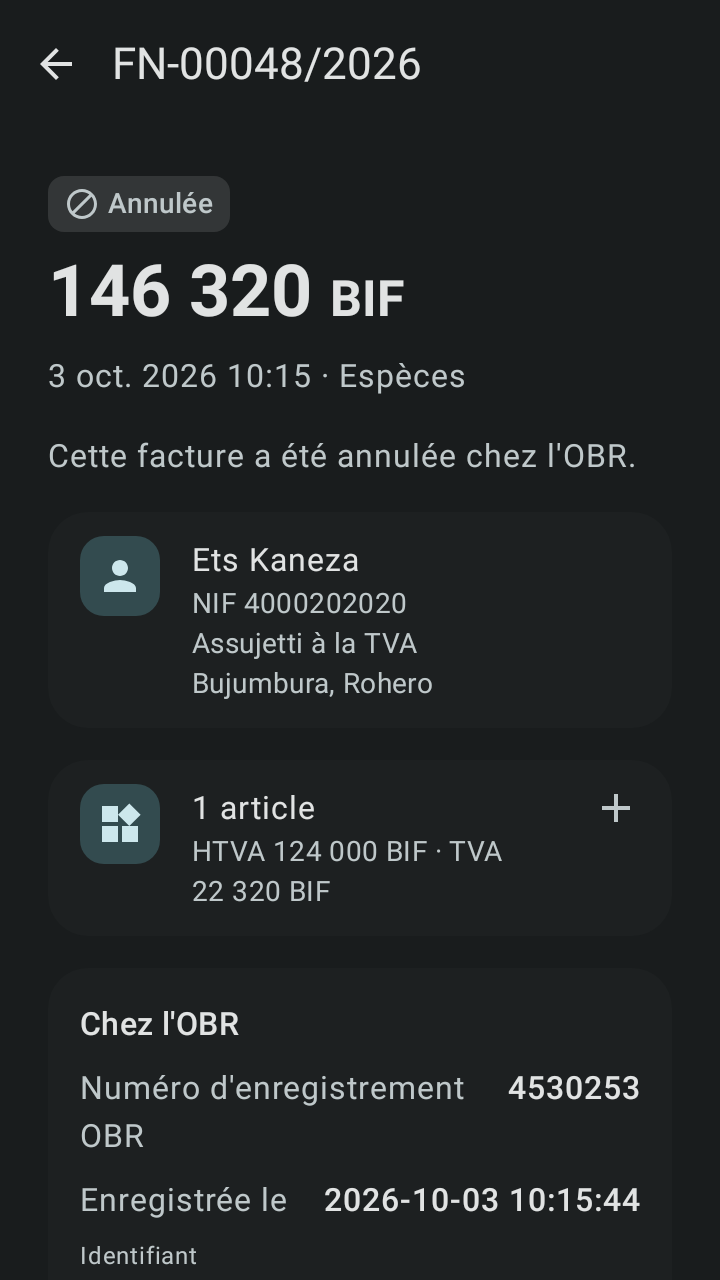 FN-00048/2026
Annulée
146 320 BIF
3 oct. 2026 10:15 · Espèces
Cette facture a été annulée chez l'OBR.
Ets Kaneza
NIF 4000202020
Assujetti à la TVA
Bujumbura, Rohero
1 article
HTVA 124 000 BIF · TVA
22 320 BIF
Chez l'OBR
Numéro d'enregistrement 4530253
OBR
Enregistrée le 2026-10-03 10:15:44
Identifiant